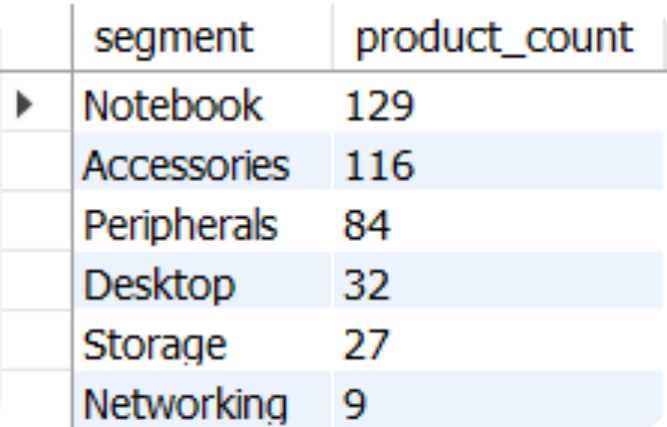 segment product_count
Notebook 129
Accessories 116
Peripherals 84
Desktop 32
Storage 27
Networking 9